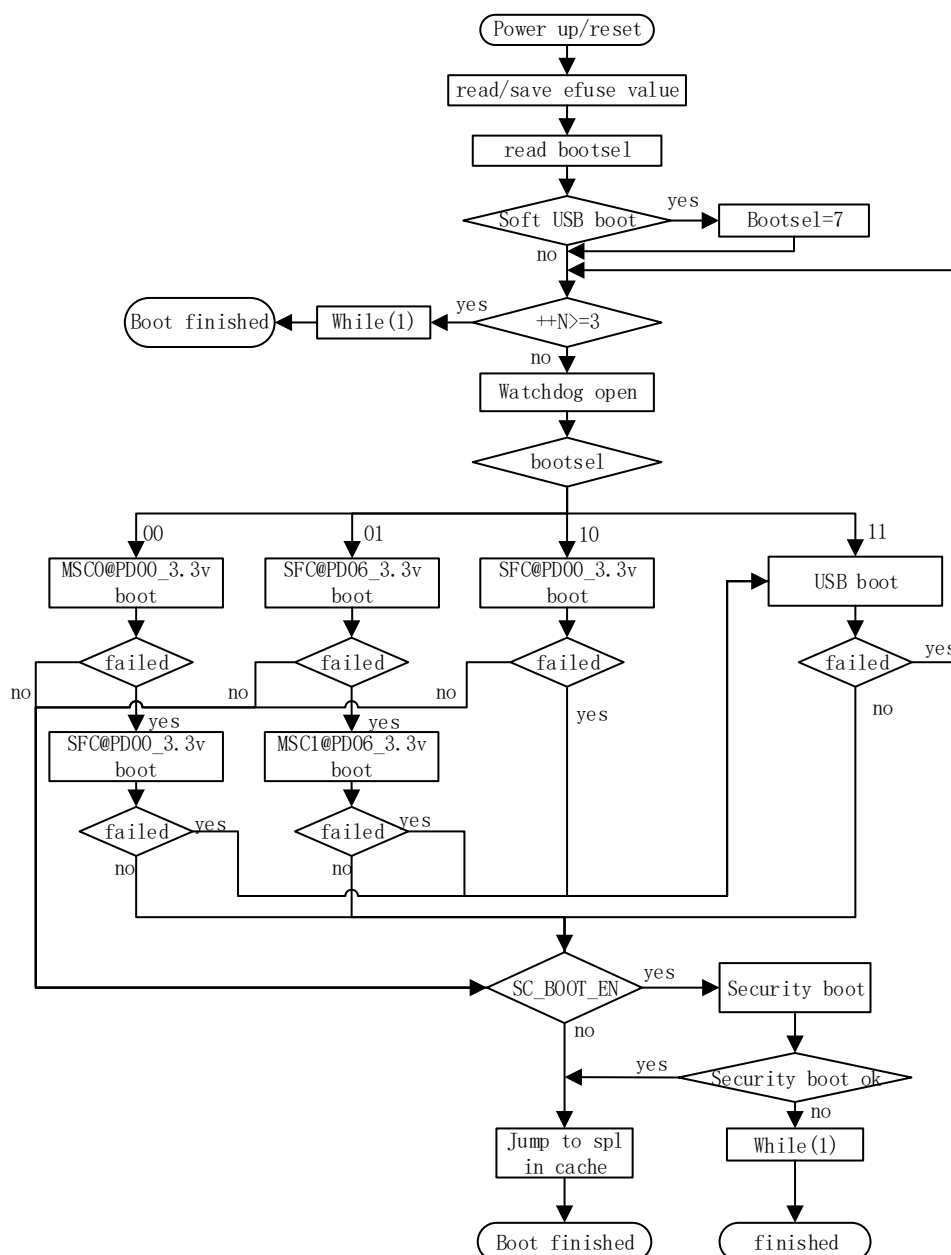 Power up/reset
read/save efuse value
read bootsel
Soft USB boot
yes
Bootsel=7
no
Boot finished
While(1)
yes
++N>=3
no
Watchdog open
bootsel
00
01
10
11
MSC0@PD00_3.3v
boot
SFC@PD06_3.3v
boot
SFC@PD00_3.3v
boot
USB boot
failed
failed
failed
failed
yes
no
no
no
no
yes
yes
yes
SFC@PD00_3.3v
boot
MSC1@PD06_3.3v
boot
failed
yes
failed
yes
no
no
SC_BOOT_EN
yes
Security boot
no
yes
Security boot ok
no
Jump to spl
in cache
While(1)
Boot finished
finished